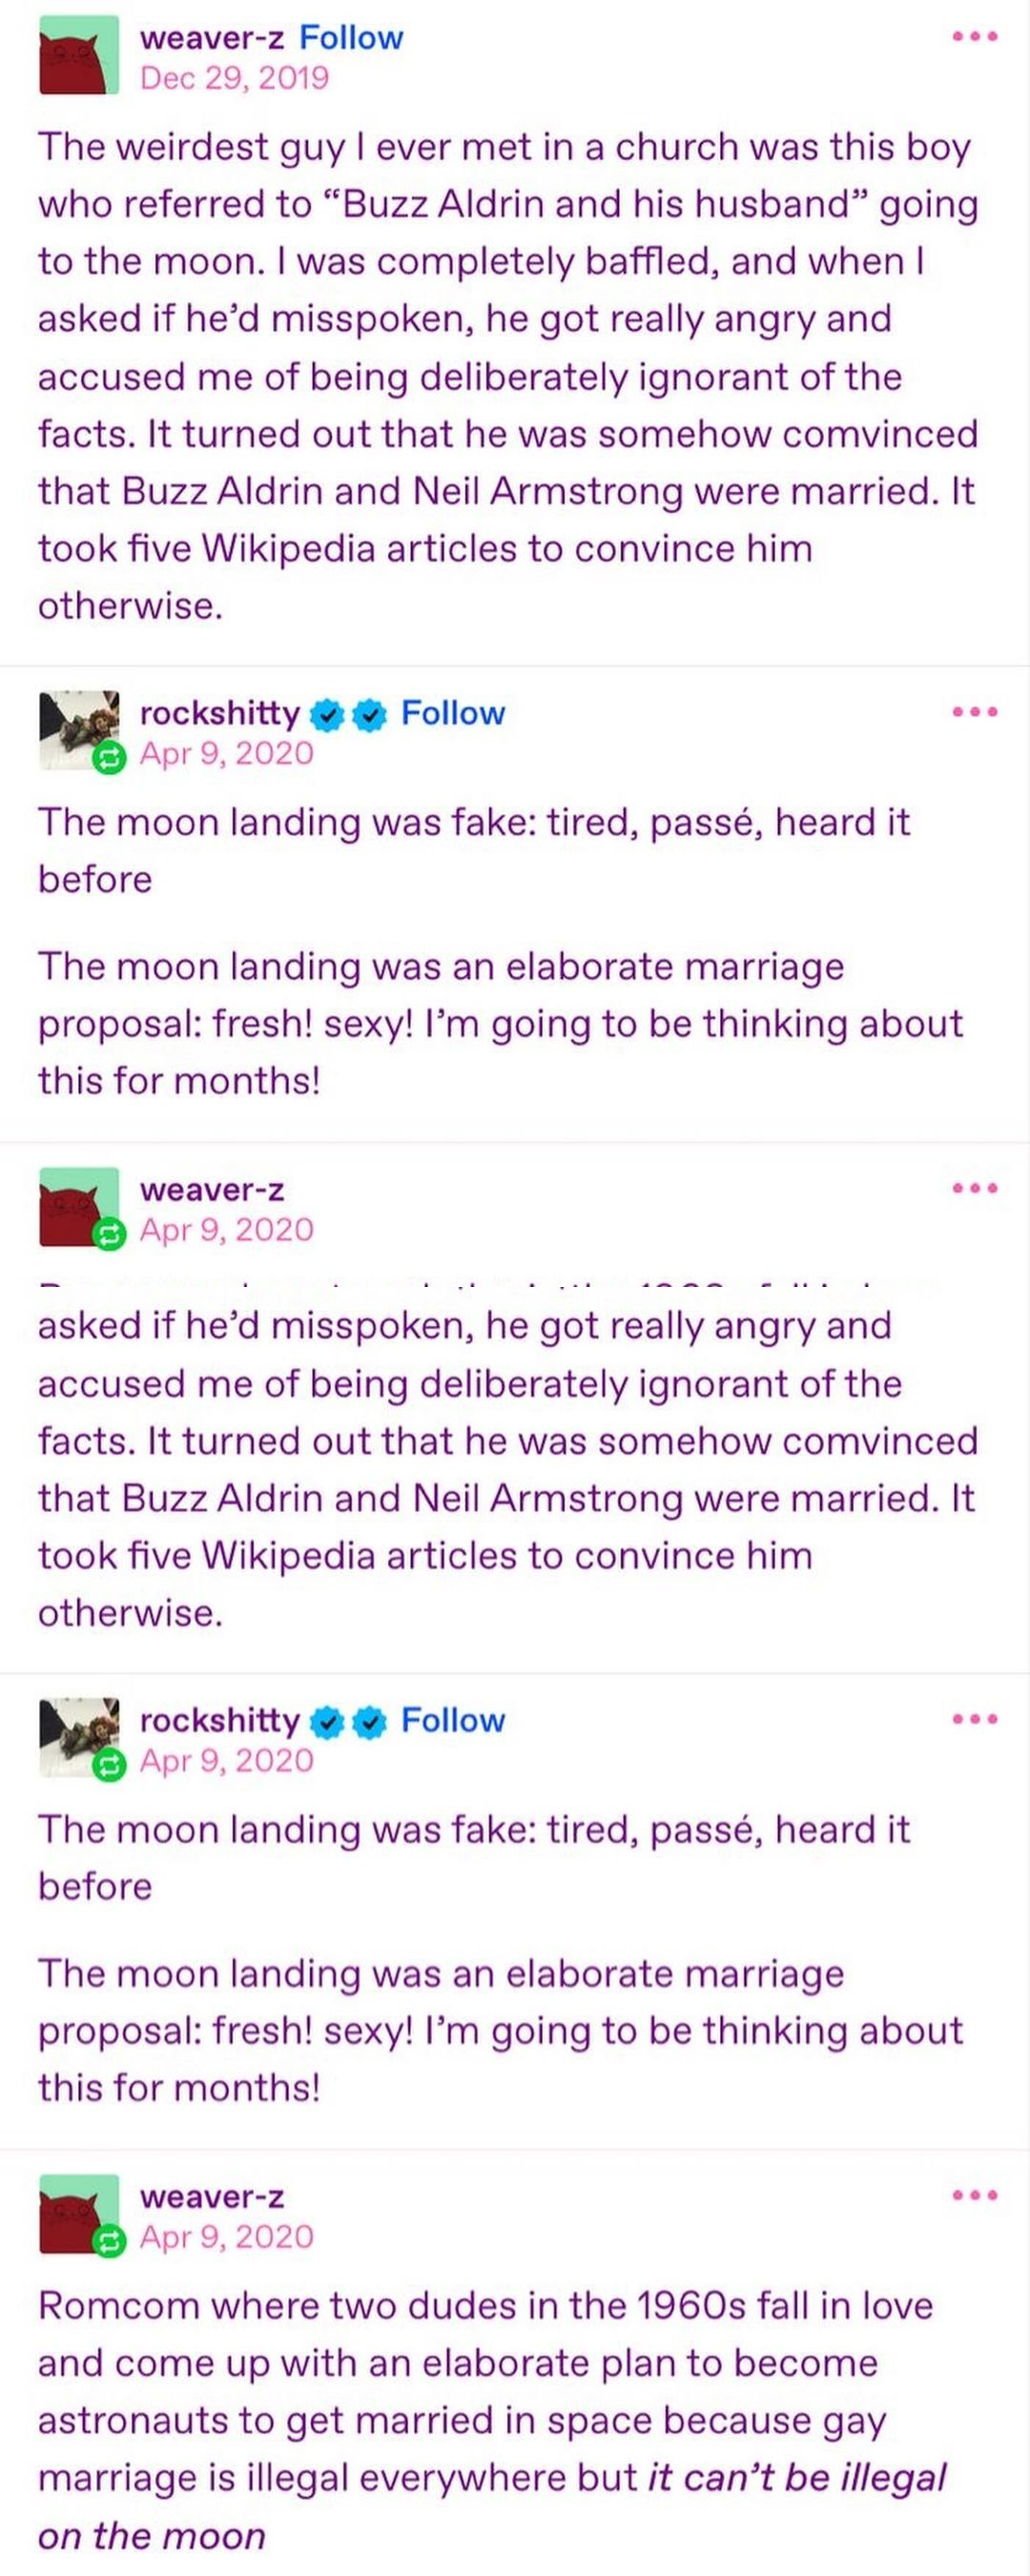 weaver-z Follow
Dec 29, 2019
The weirdest guy I ever met in a church was this boy
who referred to “Buzz Aldrin and his husband” going
to the moon. I was completely baffled, and when I
asked if he’d misspoken, he got really angry and
accused me of being deliberately ignorant of the
facts. It turned out that he was somehow comvinced
that Buzz Aldrin and Neil Armstrong were married. It
took five Wikipedia articles to convince him
otherwise.
rockshitty Follow
Apr 9, 2020
The moon landing was fake: tired, passé, heard it
before
The moon landing was an elaborate marriage
proposal: fresh! sexy! I’m going to be thinking about
this for months!
weaver-z
Apr 9, 2020
asked if he’d misspoken, he got really angry and
accused me of being deliberately ignorant of the
facts. It turned out that he was somehow comvinced
that Buzz Aldrin and Neil Armstrong were married. It
took five Wikipedia articles to convince him
otherwise.
rockshitty Follow
Apr 9, 2020
The moon landing was fake: tired, passé, heard it
before
The moon landing was an elaborate marriage
proposal: fresh! sexy! I’m going to be thinking about
this for months!
weaver-z
Apr 9, 2020
Romcom where two dudes in the 1960s fall in love
and come up with an elaborate plan to become
astronauts to get married in space because gay
marriage is illegal everywhere but it can’t be illegal
on the moon